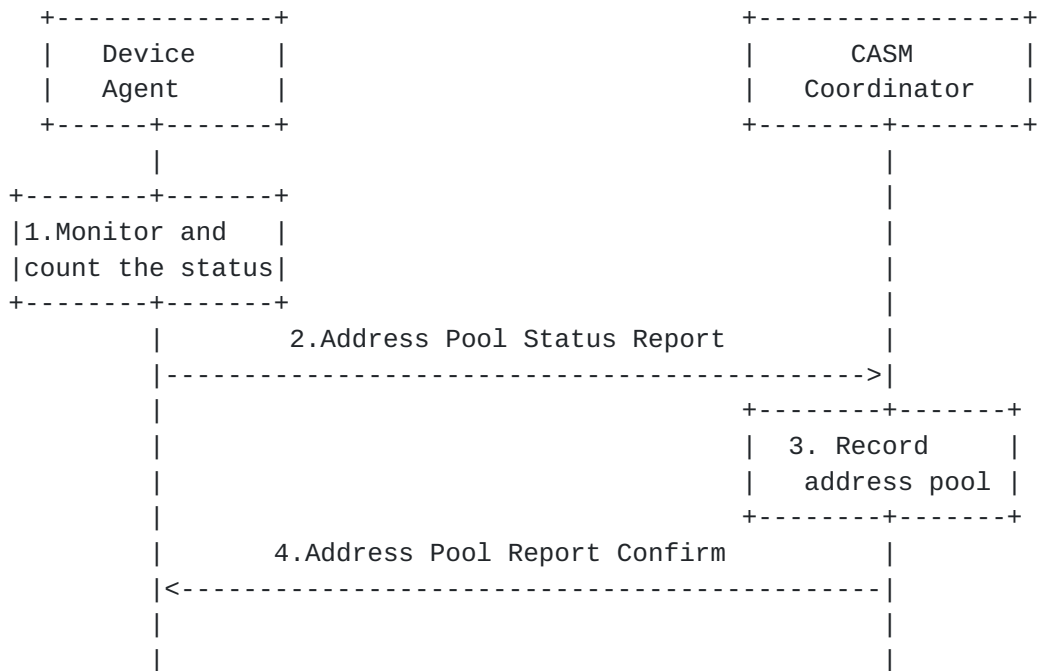 Device
Agent
CASM
Coordinator
1.Monitor and
count the status
2.Address Pool Status Report
3. Record
address pool
4.Address Pool Report Confirm